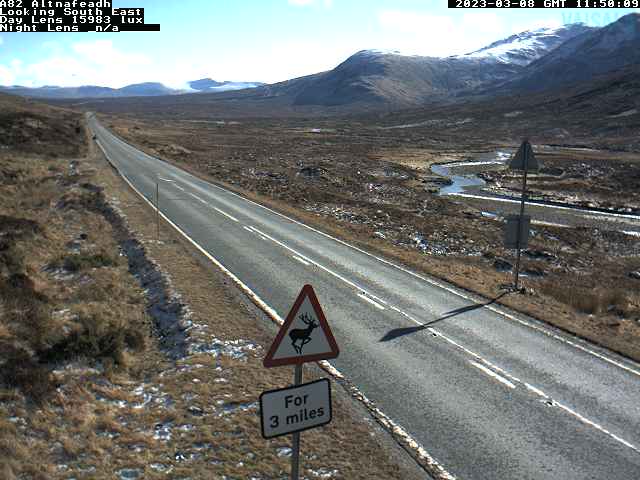 A82 Altnafeadh
Looking South East
Day Lens 15983 lux
Night Lens n/a
2023-03-08 GMT 11:50:09
For
3 miles